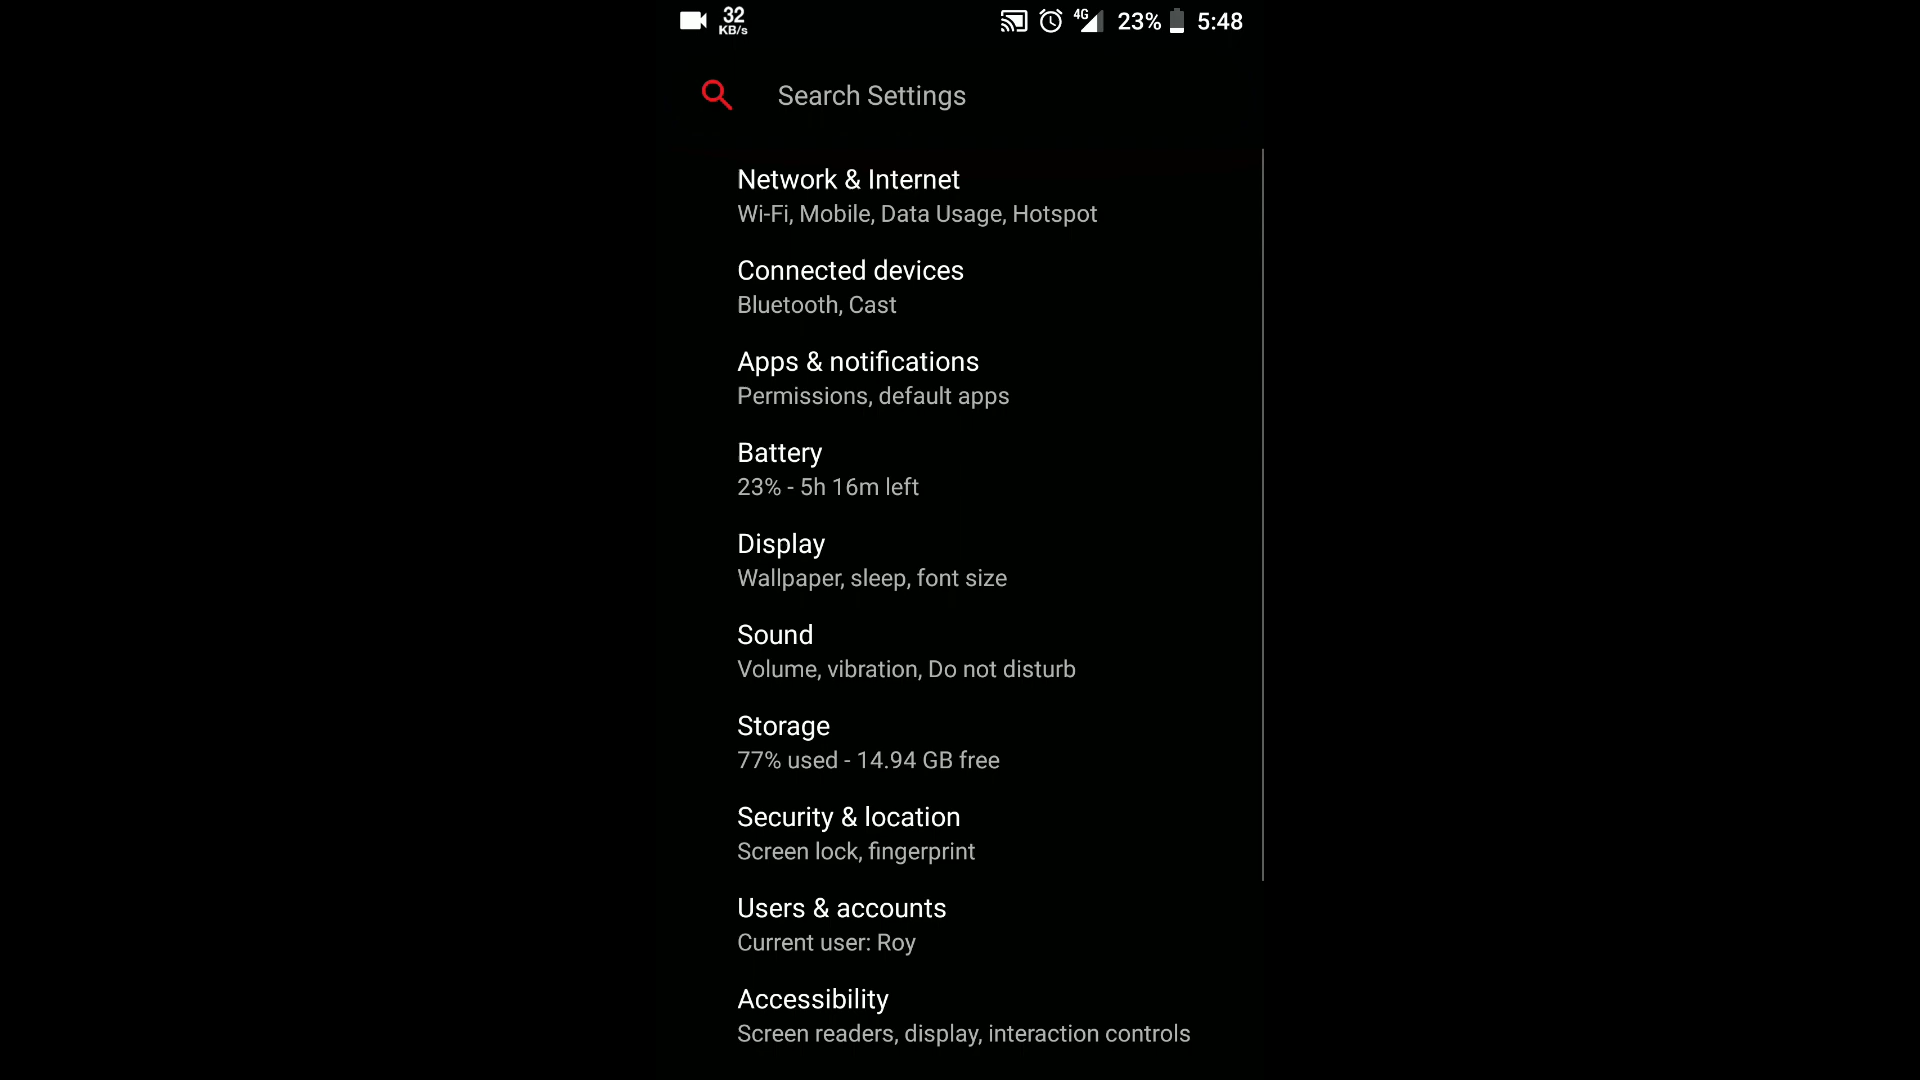 32
KB/s
4G 23% 5:48
Search Settings
Network & Internet
Wi-Fi, Mobile, Data Usage, Hotspot
Connected devices
Bluetooth, Cast
Apps & notifications
Permissions, default apps
Battery
23% - 5h 16m left
Display
Wallpaper, sleep, font size
Sound
Volume, vibration, Do not disturb
Storage
77% used - 14.94 GB free
Security & location
Screen lock, fingerprint
Users & accounts
Current user: Roy
Accessibility
Screen readers, display, interaction controls